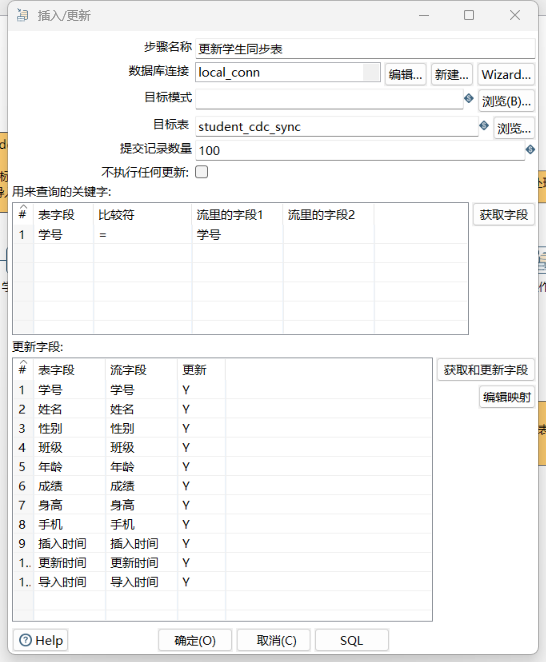 插入/更新
步骤名称 更新学生同步表
数据库连接 local_conn 编辑... 新建... Wizard...
目标模式 浏览(B)...
目标表 student_cdc_sync 浏览...
提交记录数量 100
不执行任何更新:
用来查询的关键字:
# 表字段 比较符 流里的字段1 流里的字段2 获取字段
1 学号 = 学号
更新字段:
# 表字段 流字段 更新 获取和更新字段
1 学号 学号 Y
编辑映射
2 姓名 姓名 Y
3 性别 性别 Y
4 班级 班级 Y
5 年龄 年龄 Y
6 成绩 成绩 Y
7 身高 身高 Y
8 手机 手机 Y
9 插入时间 插入时间 Y
1.. 更新时间 更新时间 Y
1.. 导入时间 导入时间 Y
Help 确定(O) 取消(C) SQL